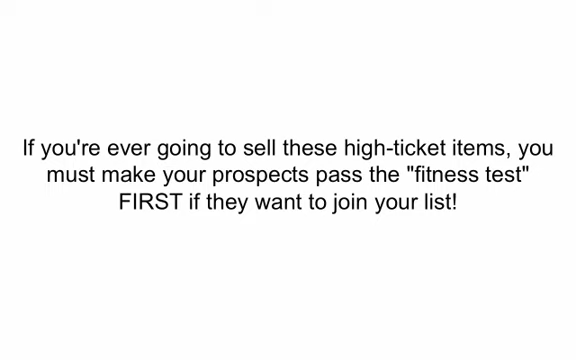 If you're ever going to sell these high-ticket items, you
must make your prospects pass the "fitness test"
FIRST if they want to join your list!